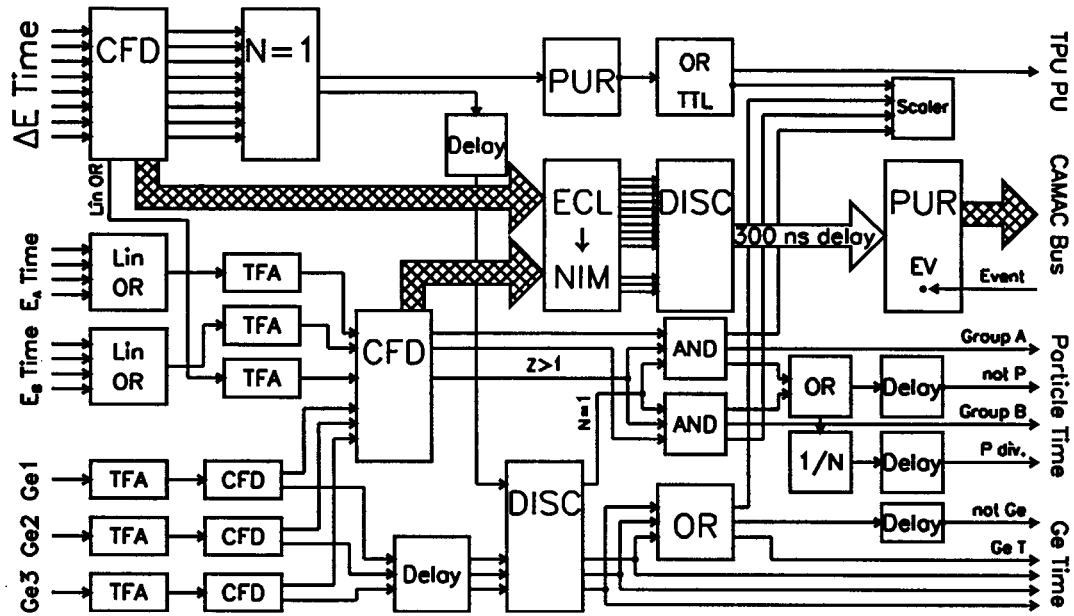 ΔE Time
CFD
N=1
PUR
OR
TTL
Scaler
TPU PU
Delay
Lin OR
ECL
↓
NIM
DISC
300 ns delay
PUR
EV
Event
CAMAC Bus
E_A Time
Lin
OR
TFA
E_B Time
Lin
OR
TFA
TFA
CFD
Z>1
N=1
AND
AND
Group A
OR
Delay
not P
Group B
1/N
Delay
P div.
Particle Time
Ge1
TFA
CFD
Ge2
TFA
CFD
Ge3
TFA
CFD
Delay
DISC
OR
Delay
not Ge
Ge T
Ge Time